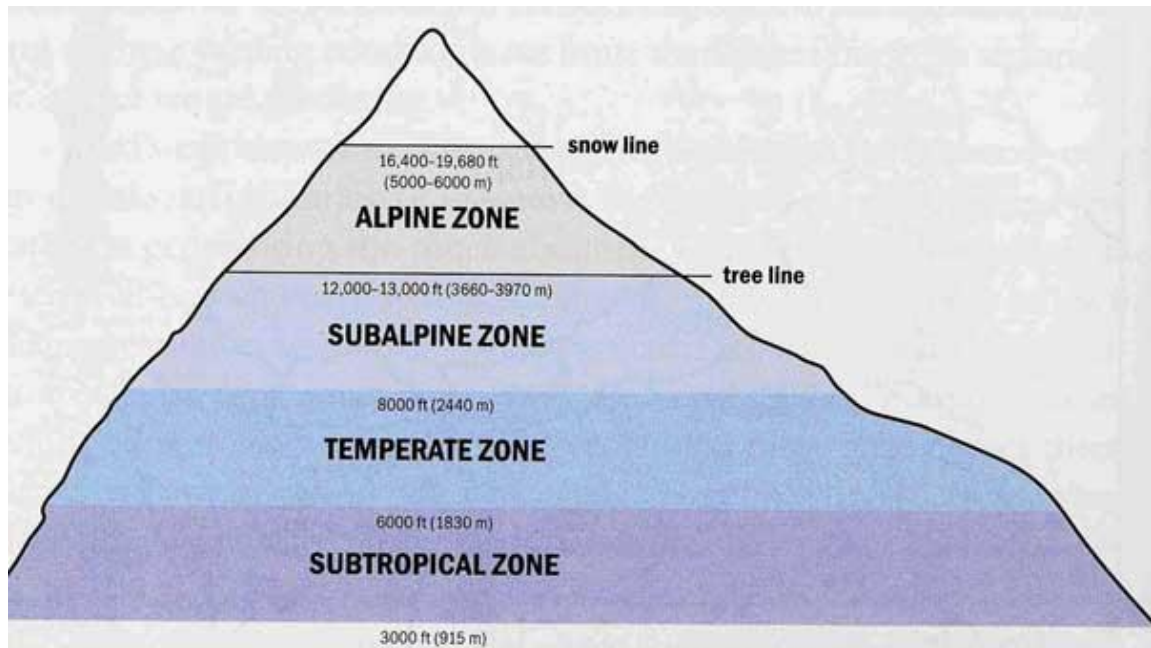 snow line
16,400–19,680 ft
(5000–6000 m)
ALPINE ZONE
tree line
12,000–13,000 ft (3660–3970 m)
SUBALPINE ZONE
8000 ft (2440 m)
TEMPERATE ZONE
6000 ft (1830 m)
SUBTROPICAL ZONE
3000 ft (915 m)